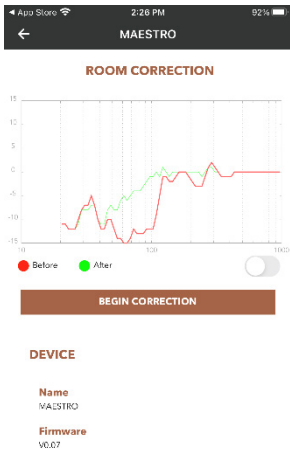 ◀ App Store 2:26 PM 92%
← MAESTRO
ROOM CORRECTION
15
10
5
0
-5
-10
-15
10 100 1000
Before After
BEGIN CORRECTION
DEVICE
Name
MAESTRO
Firmware
V0.07